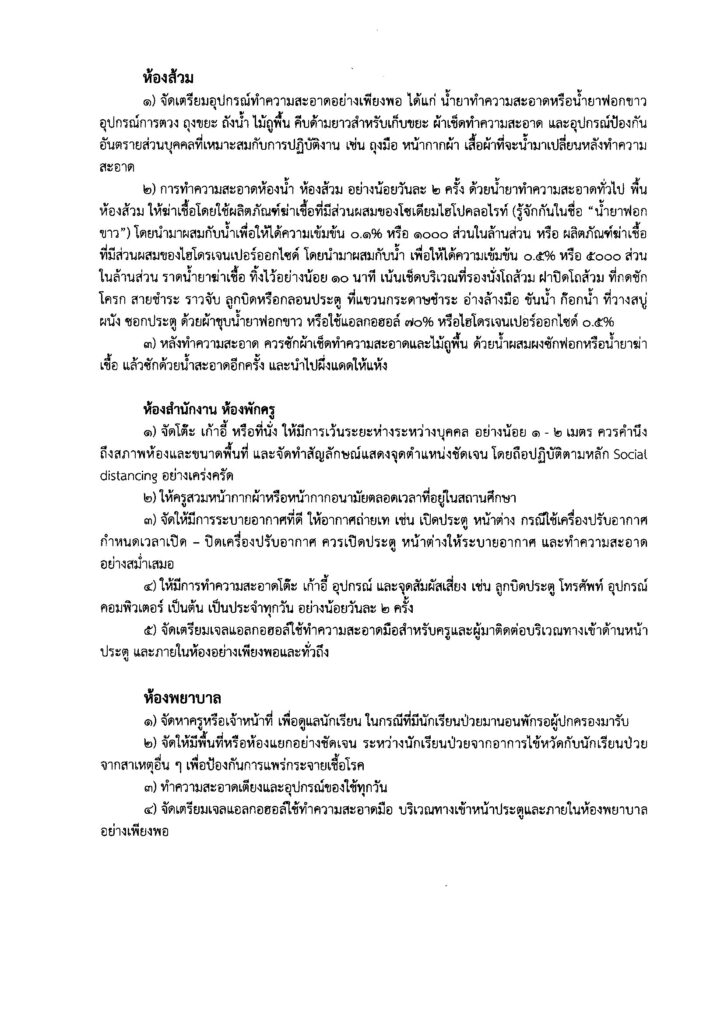 ห้องส้วม
๑) จัดเตรียมอุปกรณ์ทำความสะอาดอย่างเพียงพอ ได้แก่ น้ำยาทำความสะอาดหรือน้ำยาฟอกขาว
อุปกรณ์การตวง ถุงขยะ ถังน้ำ ไม้ถูพื้น คีบด้ามยาวสำหรับเก็บขยะ ผ้าเช็ดทำความสะอาด และอุปกรณ์ป้องกัน
อันตรายส่วนบุคคลที่เหมาะสมกับการปฏิบัติงาน เช่น ถุงมือ หน้ากากผ้า เสื้อผ้าที่จะน้ำมาเปลี่ยนหลังทำความ
สะอาด
๒) การทำความสะอาดห้องน้ำ ห้องส้วม อย่างน้อยวันละ ๒ ครั้ง ด้วยน้ำยาทำความสะอาดทั่วไป พื้น
ห้องส้วม ให้ฆ่าเชื้อโดยใช้ผลิตภัณฑ์ฆ่าเชื้อที่มีส่วนผสมของโซเดียมไฮโปคลอไรท์ (รู้จักกันในชื่อ “น้ำยาฟอก
ขาว”) โดยนำมาผสมกับน้ำเพื่อให้ได้ความเข้มข้น ๐.๑% หรือ ๑๐๐๐ ส่วนในล้านส่วน หรือ ผลิตภัณฑ์ฆ่าเชื้อ
ที่มีส่วนผสมของไฮโดรเจนเปอร์ออกไซด์ โดยนำมาผสมกับน้ำ เพื่อให้ได้ความเข้มข้น ๐.๕% หรือ ๕๐๐๐ ส่วน
ในล้านส่วน ราดน้ำยาฆ่าเชื้อ ทิ้งไว้อย่างน้อย ๑๐ นาที เน้นเช็ดบริเวณที่รองนั่งโถส้วม ฝาปิดโถส้วม ที่กดชัก
โครก สายชำระ ราวจับ ลูกบิดหรือกลอนประตู ที่แขวนกระดาษชำระ อ่างล้างมือ ขันน้ำ ก๊อกน้ำ ที่วางสบู่
ผนัง ซอกประตู ด้วยผ้าชุบน้ำยาฟอกขาว หรือใช้แอลกอฮอล์ ๗๐% หรือไฮโดรเจนเปอร์ออกไซด์ ๐.๕%
๓) หลังทำความสะอาด ควรซักผ้าเช็ดทำความสะอาดและไม้ถูพื้น ด้วยน้ำผสมผงซักฟอกหรือน้ำยาฆ่า
เชื้อ แล้วซักด้วยน้ำสะอาดอีกครั้ง และนำไปผึ่งแดดให้แห้ง
ห้องสำนักงาน ห้องพักครู
๑) จัดโต๊ะ เก้าอี้ หรือที่นั่ง ให้มีการเว้นระยะห่างระหว่างบุคคล อย่างน้อย ๑ - ๒ เมตร ควรคำนึง
ถึงสภาพห้องและขนาดพื้นที่ และจัดทำสัญลักษณ์แสดงจุดตำแหน่งชัดเจน โดยถือปฏิบัติตามหลัก Social
distancing อย่างเคร่งครัด
๒) ให้ครูสวมหน้ากากผ้าหรือหน้ากากอนามัยตลอดเวลาที่อยู่ในสถานศึกษา
๓) จัดให้มีการระบายอากาศที่ดี ให้อากาศถ่ายเท เช่น เปิดประตู หน้าต่าง กรณีใช้เครื่องปรับอากาศ
กำหนดเวลาเปิด – ปิดเครื่องปรับอากาศ ควรเปิดประตู หน้าต่างให้ระบายอากาศ และทำความสะอาด
อย่างสม่ำเสมอ
๔) ให้มีการทำความสะอาดโต๊ะ เก้าอี้ อุปกรณ์ และจุดสัมผัสเสี่ยง เช่น ลูกบิดประตู โทรศัพท์ อุปกรณ์
คอมพิวเตอร์ เป็นต้น เป็นประจำทุกวัน อย่างน้อยวันละ ๒ ครั้ง
๕) จัดเตรียมเจลแอลกอฮอล์ใช้ทำความสะอาดมือสำหรับครูและผู้มาติดต่อบริเวณทางเข้าด้านหน้า
ประตู และภายในห้องอย่างเพียงพอและทั่วถึง
ห้องพยาบาล
๑) จัดหาครูหรือเจ้าหน้าที่ เพื่อดูแลนักเรียน ในกรณีที่มีนักเรียนป่วยมานอนพักรอผู้ปกครองมารับ
๒) จัดให้มีพื้นที่หรือห้องแยกอย่างชัดเจน ระหว่างนักเรียนป่วยจากอาการไข้หวัดกับนักเรียนป่วย
จากสาเหตุอื่น ๆ เพื่อป้องกันการแพร่กระจายเชื้อโรค
๓) ทำความสะอาดเตียงและอุปกรณ์ของใช้ทุกวัน
๔) จัดเตรียมเจลแอลกอฮอล์ใช้ทำความสะอาดมือ บริเวณทางเข้าหน้าประตูและภายในห้องพยาบาล
อย่างเพียงพอ